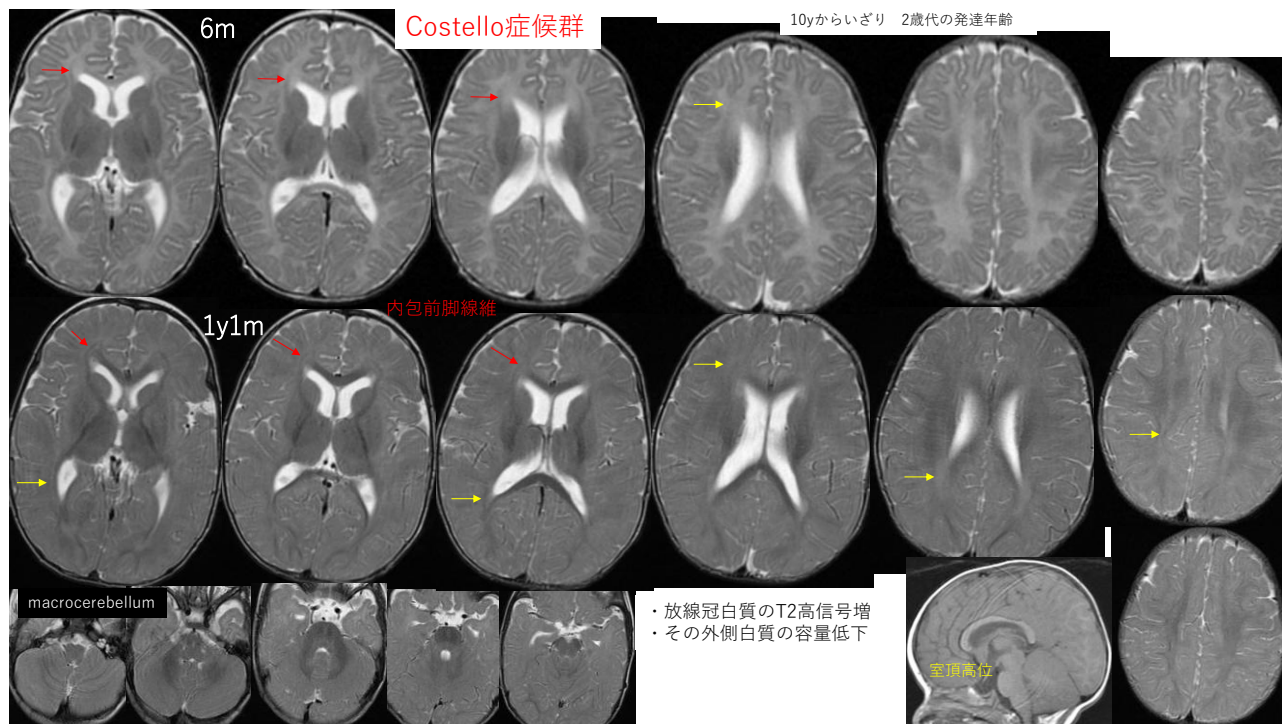 6m
Costello症候群
10yからいざり　2歳代の発達年齢
内包前脚線維
1y1m
macrocerebellum
・放線冠白質のT2高信号増
・その外側白質の容量低下
室頂高位